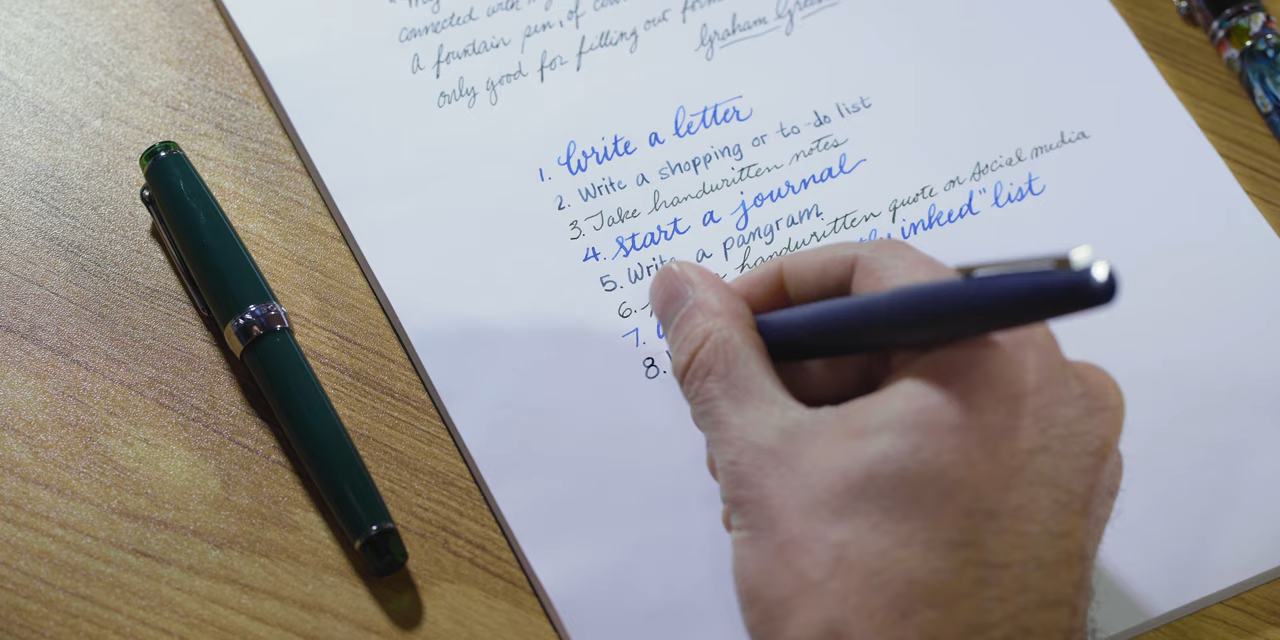 connected with
a fountain pen, of
only good for filling our
Graham
1. Write a letter
2. Write a shopping or to-do list
3. Take handwritten notes
4. Start a journal
5. Write a pangram
6. handwritten quote on social media
7. inked" list
8.